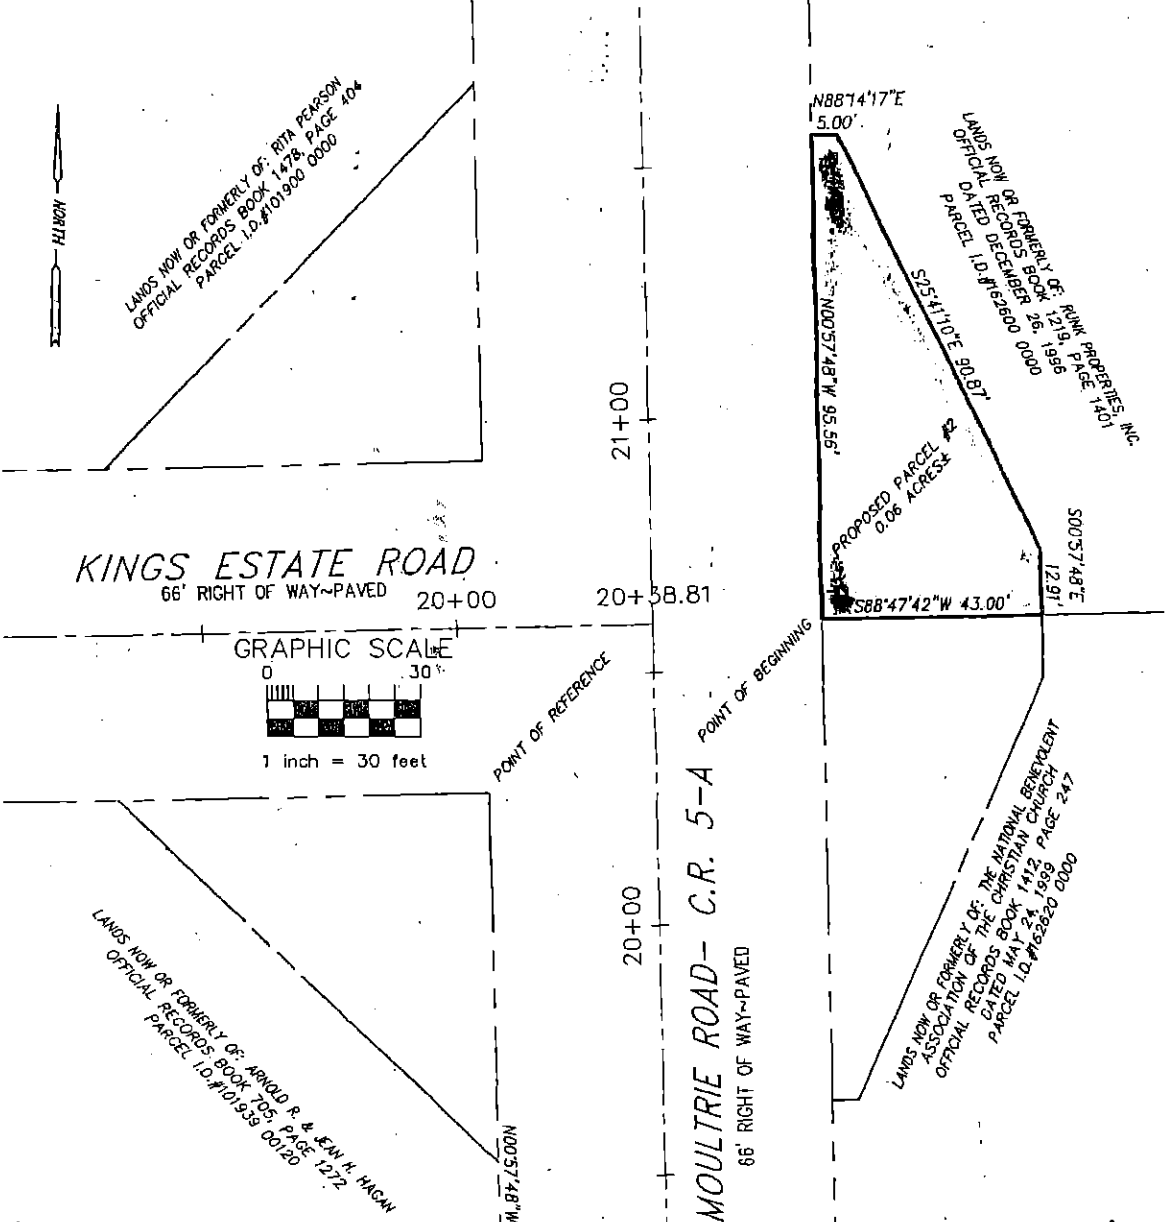 N88°14'17"E
5.00'
LANDS NOW OR FORMERLY OF: RITA PEARSON
OFFICIAL RECORDS BOOK 1478, PAGE 404
PARCEL I.D.#101900 0000
NORTH
LANDS NOW OR FORMERLY OF: RUNK PROPERTIES, INC.
OFFICIAL RECORDS BOOK 1219, PAGE 1401
DATED DECEMBER 26, 1996
PARCEL I.D.#162600 0000
S25°41'10"E 90.87'
N00°57'48"W 95.56'
21+00
PROPOSED PARCEL #2
0.06 ACRES±
S00°57'48"E
12.91'
S88°47'42"W 43.00'
KINGS ESTATE ROAD
66' RIGHT OF WAY~PAVED
20+00
20+38.81
GRAPHIC SCALE
0 30
1 inch = 30 feet
POINT OF REFERENCE
POINT OF BEGINNING
MOULTRIE ROAD- C.R. 5-A
66' RIGHT OF WAY~PAVED
20+00
LANDS NOW OR FORMERLY OF: THE NATIONAL BENEVOLENT
ASSOCIATION OF THE CHRISTIAN CHURCH
OFFICIAL RECORDS BOOK 1412, PAGE 247
DATED MAY 24, 1999
PARCEL I.D.#162620 0000
LANDS NOW OR FORMERLY OF: ARNOLD R. & JEAN H. HAGAN
OFFICIAL RECORDS BOOK 705, PAGE 1272
PARCEL I.D.#101939 00120
N00°57'48"W